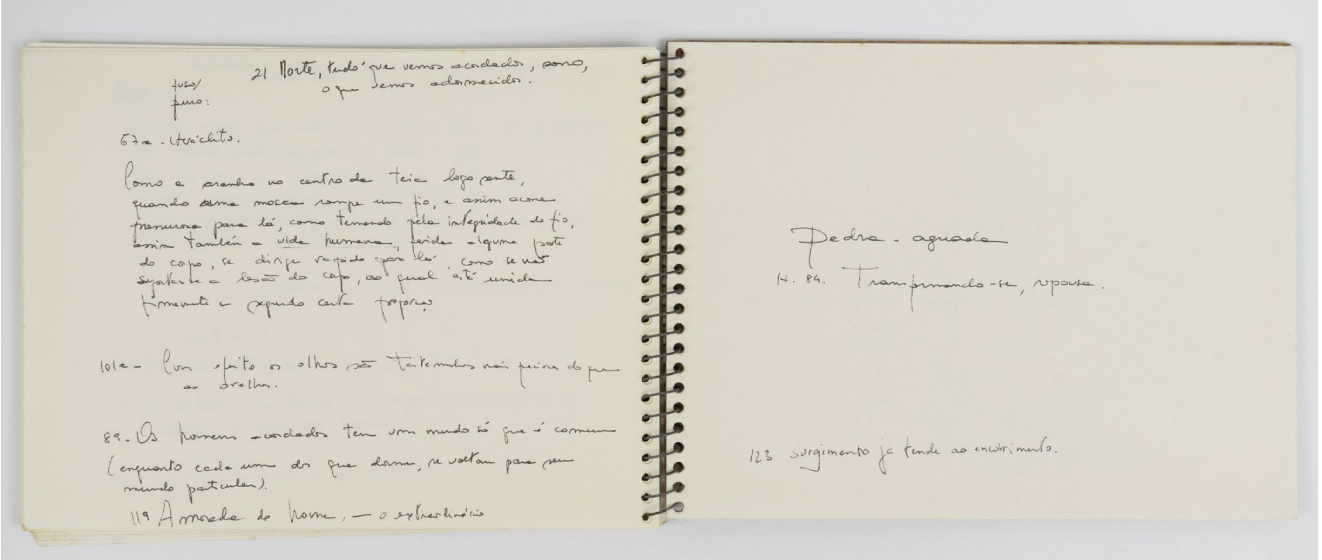 21 Morte, tudo que vemos acordados, sono,
o que vemos adormecidos.
fuso/
puro:
67a - Heráclito.
Como a aranha no centro da teia logo sente,
quando uma mosca rompe um fio, e assim acorre
pressurosa para lá, como temendo pela integridade do fio,
assim também a vida humana, ferida alguma parte
do corpo, se dirige rápido para lá como se não
suportasse a lesão do corpo, ao qual está unida
firmemente e segundo certa proporção
101a - Com efeito os olhos são testemunhos mais precisos do que
as orelhas.
89 - Os homens acordados tem um mundo só que é comum
(enquanto cada um dos que dorme, se voltam para seu
mundo particular).
119 A morada do home, — o extraordinário
Pedra - aguada
H. 84. Transformando-se, repousa.
123 surgimento já tende ao encobrimento.